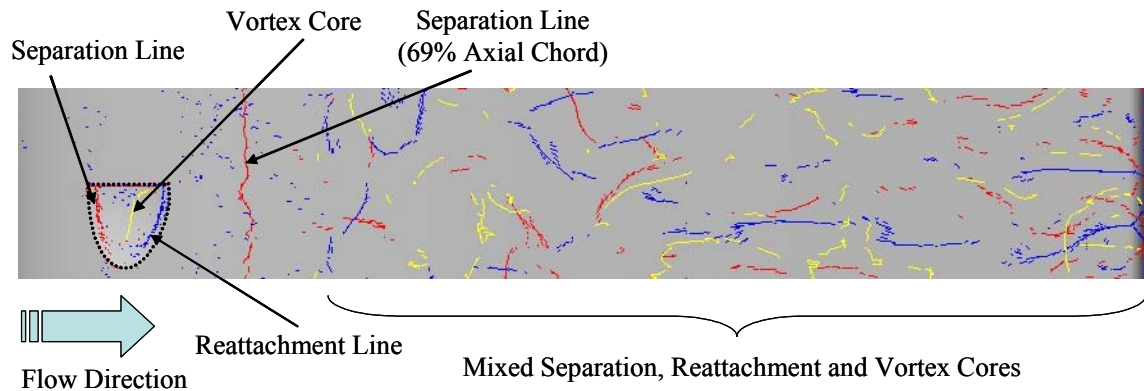 Vortex Core
Separation Line
Separation Line
(69% Axial Chord)
Reattachment Line
Flow Direction
Mixed Separation, Reattachment and Vortex Cores